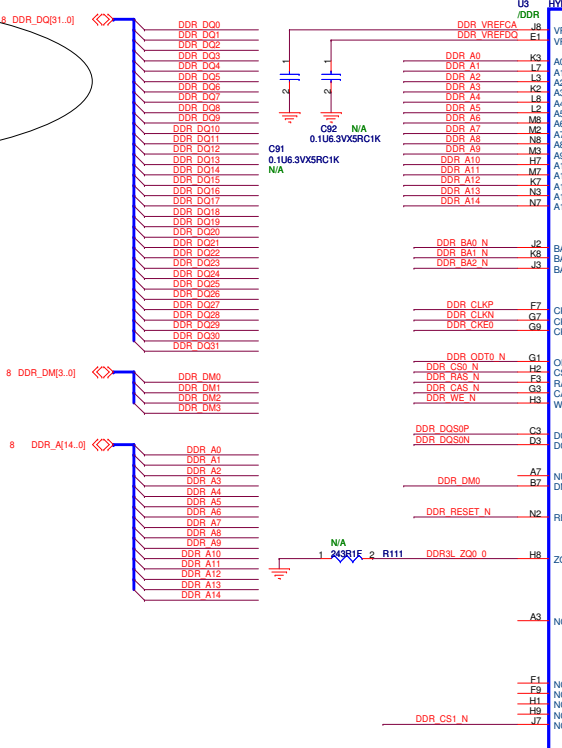 8 DDR_DQ[31..0]
DDR_DQ0
DDR_DQ1
DDR_DQ2
DDR_DQ3
DDR_DQ4
DDR_DQ5
DDR_DQ6
DDR_DQ7
DDR_DQ8
DDR_DQ9
DDR_DQ10
DDR_DQ11
DDR_DQ12
DDR_DQ13
DDR_DQ14
DDR_DQ15
DDR_DQ16
DDR_DQ17
DDR_DQ18
DDR_DQ19
DDR_DQ20
DDR_DQ21
DDR_DQ22
DDR_DQ23
DDR_DQ24
DDR_DQ25
DDR_DQ26
DDR_DQ27
DDR_DQ28
DDR_DQ29
DDR_DQ30
DDR_DQ31
8 DDR_DM[3..0]
DDR_DM0
DDR_DM1
DDR_DM2
DDR_DM3
8 DDR_A[14..0]
DDR_A0
DDR_A1
DDR_A2
DDR_A3
DDR_A4
DDR_A5
DDR_A6
DDR_A7
DDR_A8
DDR_A9
DDR_A10
DDR_A11
DDR_A12
DDR_A13
DDR_A14
1 1
2 2
C92 N/A
0.1U6.3VX5RC1K
C91
0.1U6.3VX5RC1K
N/A
U3
/DDR
DDR_VREFCA J8
DDR_VREFDQ E1
DDR_A0 K3
DDR_A1 L7
DDR_A2 L3
DDR_A3 K2
DDR_A4 L8
DDR_A5 L2
DDR_A6 M8
DDR_A7 M2
DDR_A8 N8
DDR_A9 M3
DDR_A10 H7
DDR_A11 M7
DDR_A12 K7
DDR_A13 N3
DDR_A14 N7
DDR_BA0_N J2
DDR_BA1_N K8
DDR_BA2_N J3
DDR_CLKP F7
DDR_CLKN G7
DDR_CKE0 G9
DDR_ODT0_N G1
DDR_CS0_N H2
DDR_RAS_N F3
DDR_CAS_N G3
DDR_WE_N H3
DDR_DQS0P C3
DDR_DQS0N D3
A7
DDR_DM0 B7
DDR_RESET_N N2
N/A
1 243R1F 2 R111 DDR3L_ZQ0_0 H8
A3
F1
F9
H1
H9
DDR_CS1_N J7